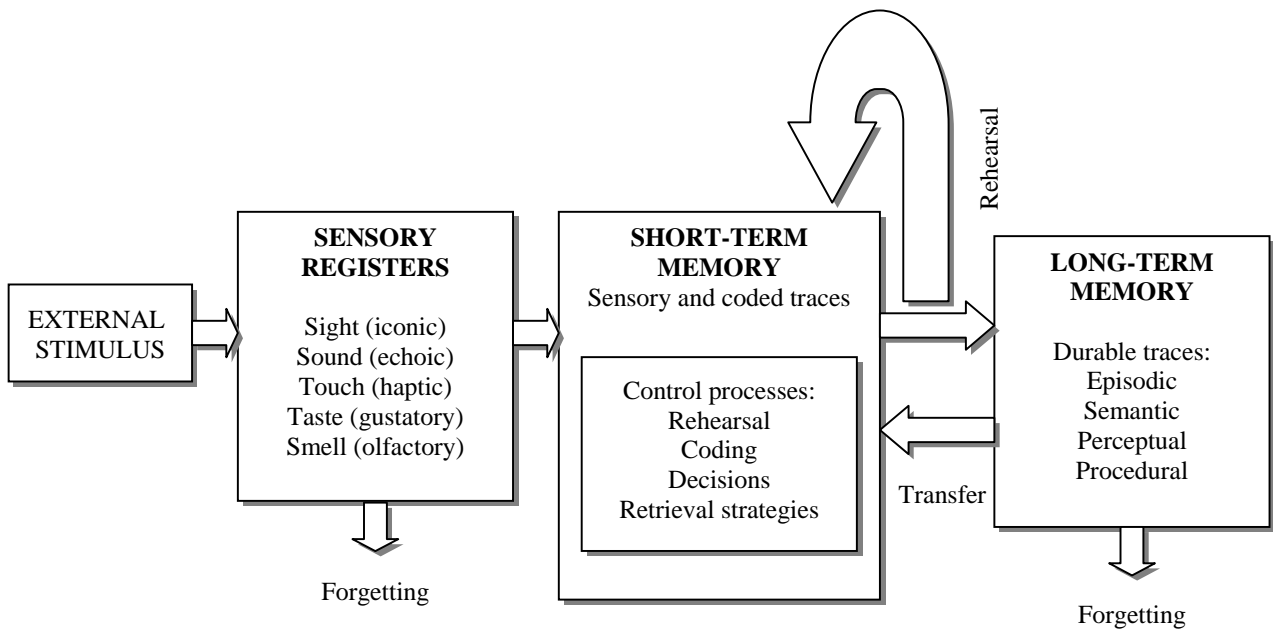 EXTERNAL
STIMULUS
SENSORY
REGISTERS
Sight (iconic)
Sound (echoic)
Touch (haptic)
Taste (gustatory)
Smell (olfactory)
Forgetting
SHORT-TERM
MEMORY
Sensory and coded traces
Control processes:
Rehearsal
Coding
Decisions
Retrieval strategies
Rehearsal
Transfer
LONG-TERM
MEMORY
Durable traces:
Episodic
Semantic
Perceptual
Procedural
Forgetting